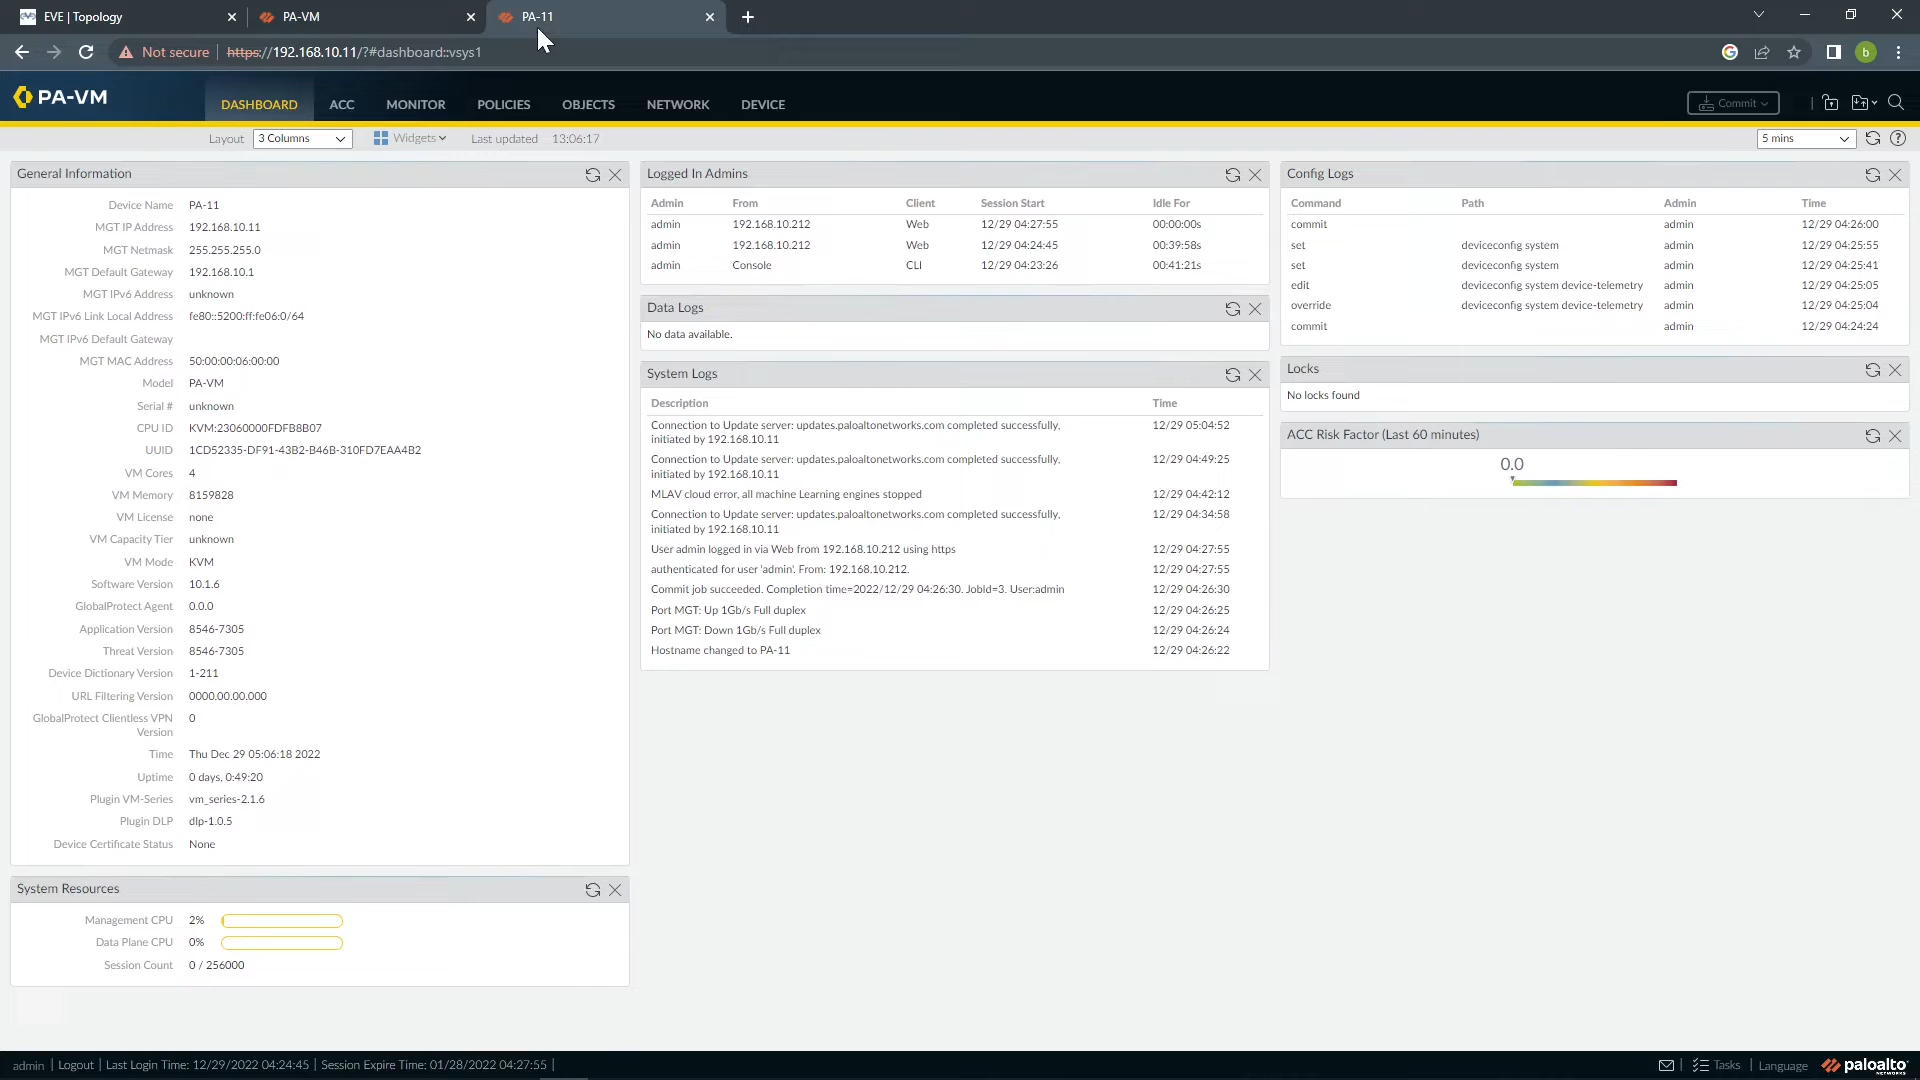 EVE | Topology
PA-VM
PA-11
Not secure
https://192.168.10.11/?#dashboard::vsys1
b
PA-VM
DASHBOARD
ACC
MONITOR
POLICIES
OBJECTS
NETWORK
DEVICE
Commit
Layout
3 Columns
Widgets
Last updated 13:06:17
5 mins
General Information
Device Name PA-11
MGT IP Address 192.168.10.11
MGT Netmask 255.255.255.0
MGT Default Gateway 192.168.10.1
MGT IPv6 Address unknown
MGT IPv6 Link Local Address fe80::5200:ff:fe06:0/64
MGT IPv6 Default Gateway
MGT MAC Address 50:00:00:06:00:00
Model PA-VM
Serial # unknown
CPU ID KVM:23060000FDFB8B07
UUID 1CD52335-DF91-43B2-B46B-310FD7EAA4B2
VM Cores 4
VM Memory 8159828
VM License none
VM Capacity Tier unknown
VM Mode KVM
Software Version 10.1.6
GlobalProtect Agent 0.0.0
Application Version 8546-7305
Threat Version 8546-7305
Device Dictionary Version 1-211
URL Filtering Version 0000.00.00.000
GlobalProtect Clientless VPN 0
Version
Time Thu Dec 29 05:06:18 2022
Uptime 0 days, 0:49:20
Plugin VM-Series vm_series-2.1.6
Plugin DLP dlp-1.0.5
Device Certificate Status None
System Resources
Management CPU 2%
Data Plane CPU 0%
Session Count 0 / 256000
Logged In Admins
Admin From Client Session Start Idle For
admin 192.168.10.212 Web 12/29 04:27:55 00:00:00s
admin 192.168.10.212 Web 12/29 04:24:45 00:39:58s
admin Console CLI 12/29 04:23:26 00:41:21s
Data Logs
No data available.
System Logs
Description Time
Connection to Update server: updates.paloaltonetworks.com completed successfully, 12/29 05:04:52
initiated by 192.168.10.11
Connection to Update server: updates.paloaltonetworks.com completed successfully, 12/29 04:49:25
initiated by 192.168.10.11
MLAV cloud error, all machine Learning engines stopped 12/29 04:42:12
Connection to Update server: updates.paloaltonetworks.com completed successfully, 12/29 04:34:58
initiated by 192.168.10.11
User admin logged in via Web from 192.168.10.212 using https 12/29 04:27:55
authenticated for user 'admin'. From: 192.168.10.212. 12/29 04:27:55
Commit job succeeded. Completion time=2022/12/29 04:26:30. JobId=3. User:admin 12/29 04:26:30
Port MGT: Up 1Gb/s Full duplex 12/29 04:26:25
Port MGT: Down 1Gb/s Full duplex 12/29 04:26:24
Hostname changed to PA-11 12/29 04:26:22
Config Logs
Command Path Admin Time
commit admin 12/29 04:26:00
set deviceconfig system admin 12/29 04:25:55
set deviceconfig system admin 12/29 04:25:41
edit deviceconfig system device-telemetry admin 12/29 04:25:05
override deviceconfig system device-telemetry admin 12/29 04:25:04
commit admin 12/29 04:24:24
Locks
No locks found
ACC Risk Factor (Last 60 minutes)
0.0
admin | Logout | Last Login Time: 12/29/2022 04:24:45 | Session Expire Time: 01/28/2022 04:27:55 |
Tasks | Language
paloalto
NETWORKS